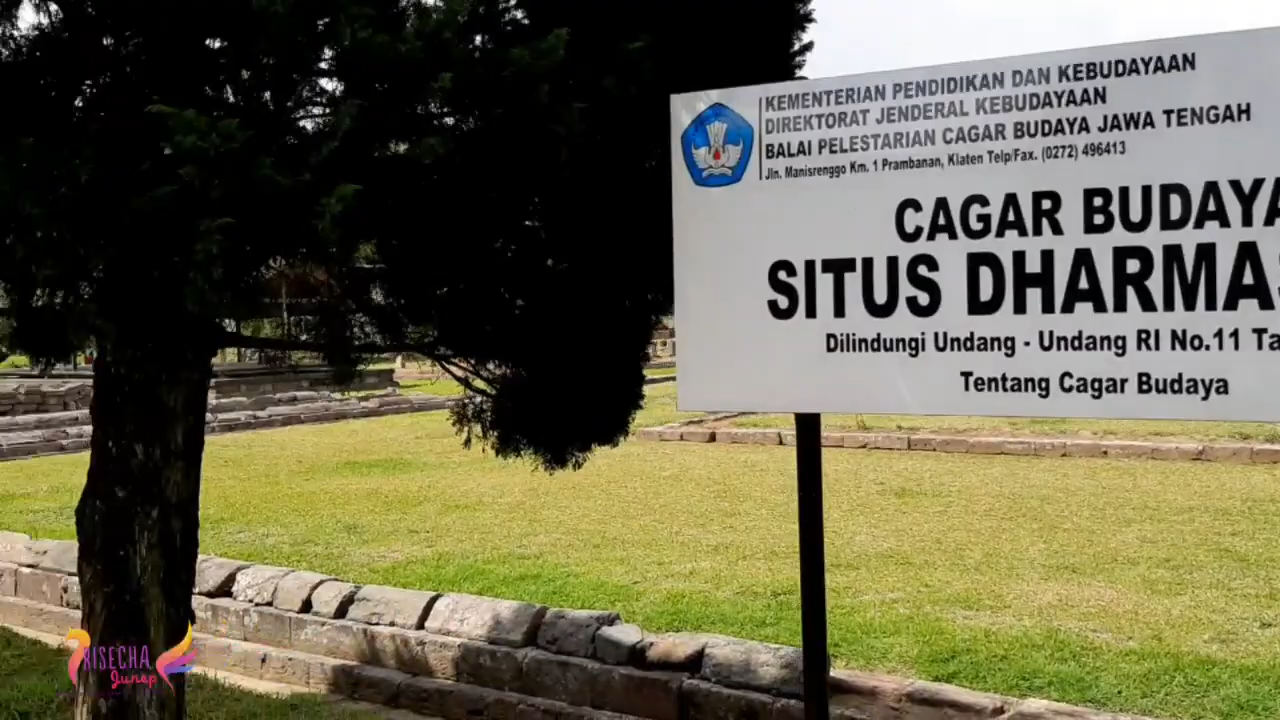 KEMENTERIAN PENDIDIKAN DAN KEBUDAYAAN
DIREKTORAT JENDERAL KEBUDAYAAN
BALAI PELESTARIAN CAGAR BUDAYA JAWA TENGAH
Jln. Manisrenggo Km. 1 Prambanan, Klaten Telp/Fax. (0272) 496413
CAGAR BUDAYA
SITUS DHARMAS
Dilindungi Undang - Undang RI No.11 Ta
Tentang Cagar Budaya
RISECHA
Junep